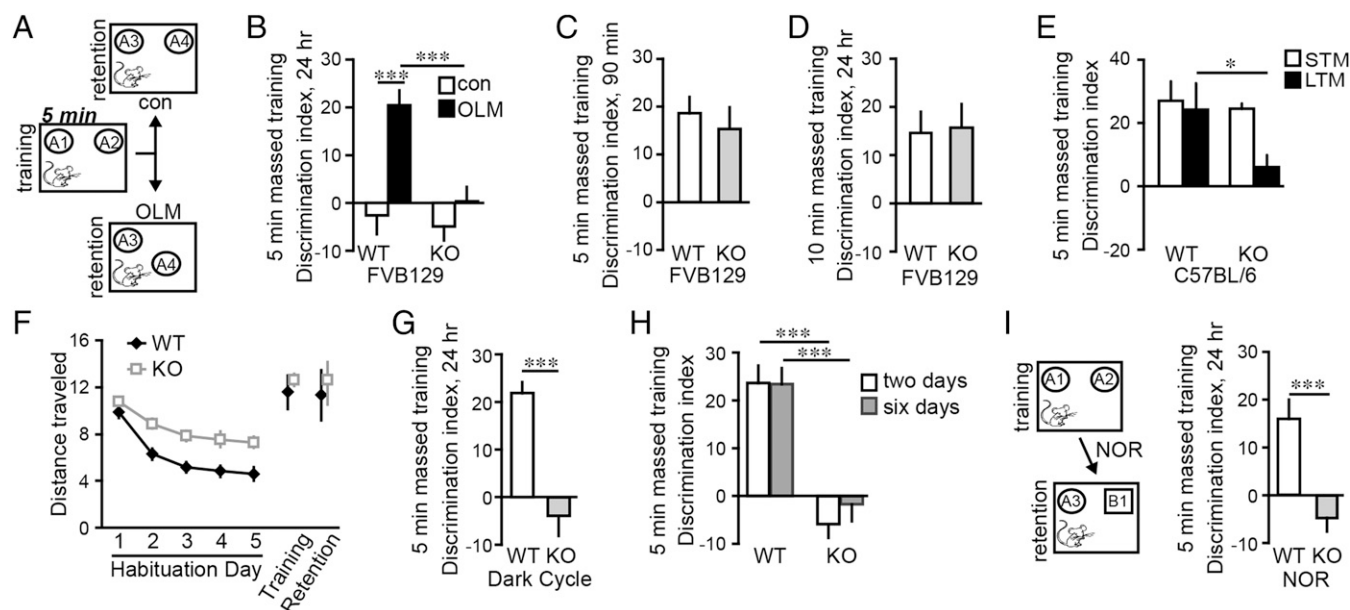 A
retention
A3
A4
con
5 min
training
A1
A2
OLM
retention
A3
A4
B
5 min massed training
Discrimination index, 24 hr
30
20
10
0
-10
***
***
con
OLM
WT
KO
FVB129
C
5 min massed training
Discrimination index, 90 min
30
20
10
0
-10
WT KO
FVB129
D
10 min massed training
Discrimination index, 24 hr
30
20
10
0
-10
WT KO
FVB129
E
5 min massed training
Discrimination index
40
20
0
-20
*
STM
LTM
WT
KO
C57BL/6
F
WT
KO
Distance traveled
16
12
8
4
0
1 2 3 4 5
Habituation Day
Training
Retention
G
5 min massed training
Discrimination index, 24 hr
30
20
10
0
-10
***
WT KO
Dark Cycle
H
5 min massed training
Discrimination index
30
20
10
0
-10
***
***
two days
six days
WT
KO
I
training
A1
A2
NOR
retention
A3
B1
5 min massed training
Discrimination index, 24 hr
30
20
10
0
-10
***
WT KO
NOR